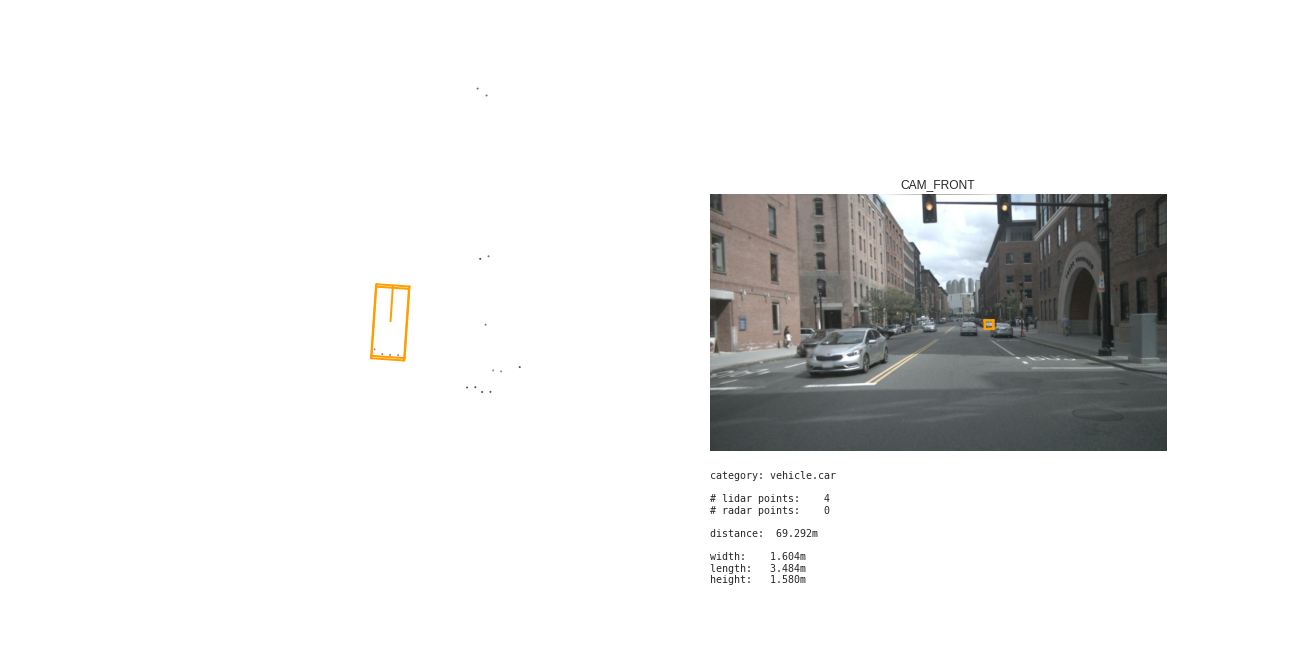 CAM_FRONT
category: vehicle.car
# lidar points:    4
# radar points:    0
distance:  69.292m
width:    1.604m
length:   3.484m
height:   1.580m